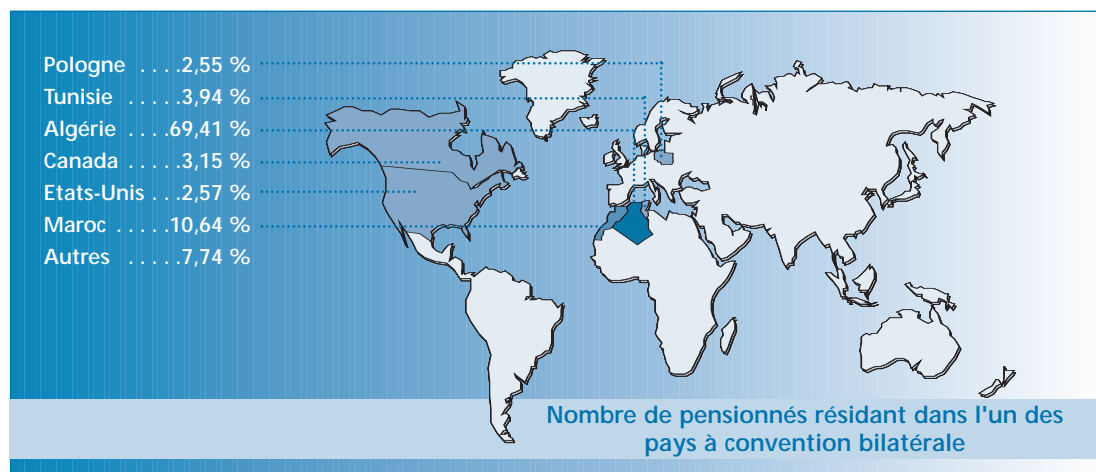 Pologne . . . .2,55 %
Tunisie . . . . .3,94 %
Algérie . . . .69,41 %
Canada . . . . .3,15 %
Etats-Unis . . .2,57 %
Maroc . . . . .10,64 %
Autres . . . . .7,74 %
Nombre de pensionnés résidant dans l'un des
pays à convention bilatérale